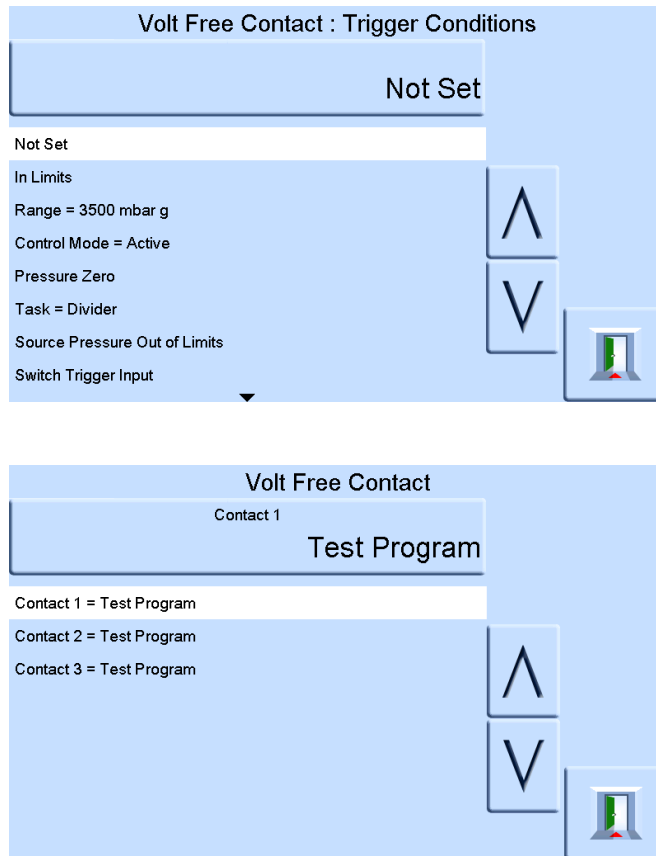 Volt Free Contact : Trigger Conditions
Not Set
Not Set
In Limits
Range = 3500 mbar g
Control Mode = Active
Pressure Zero
Task = Divider
Source Pressure Out of Limits
Switch Trigger Input
Volt Free Contact
Contact 1
Test Program
Contact 1 = Test Program
Contact 2 = Test Program
Contact 3 = Test Program